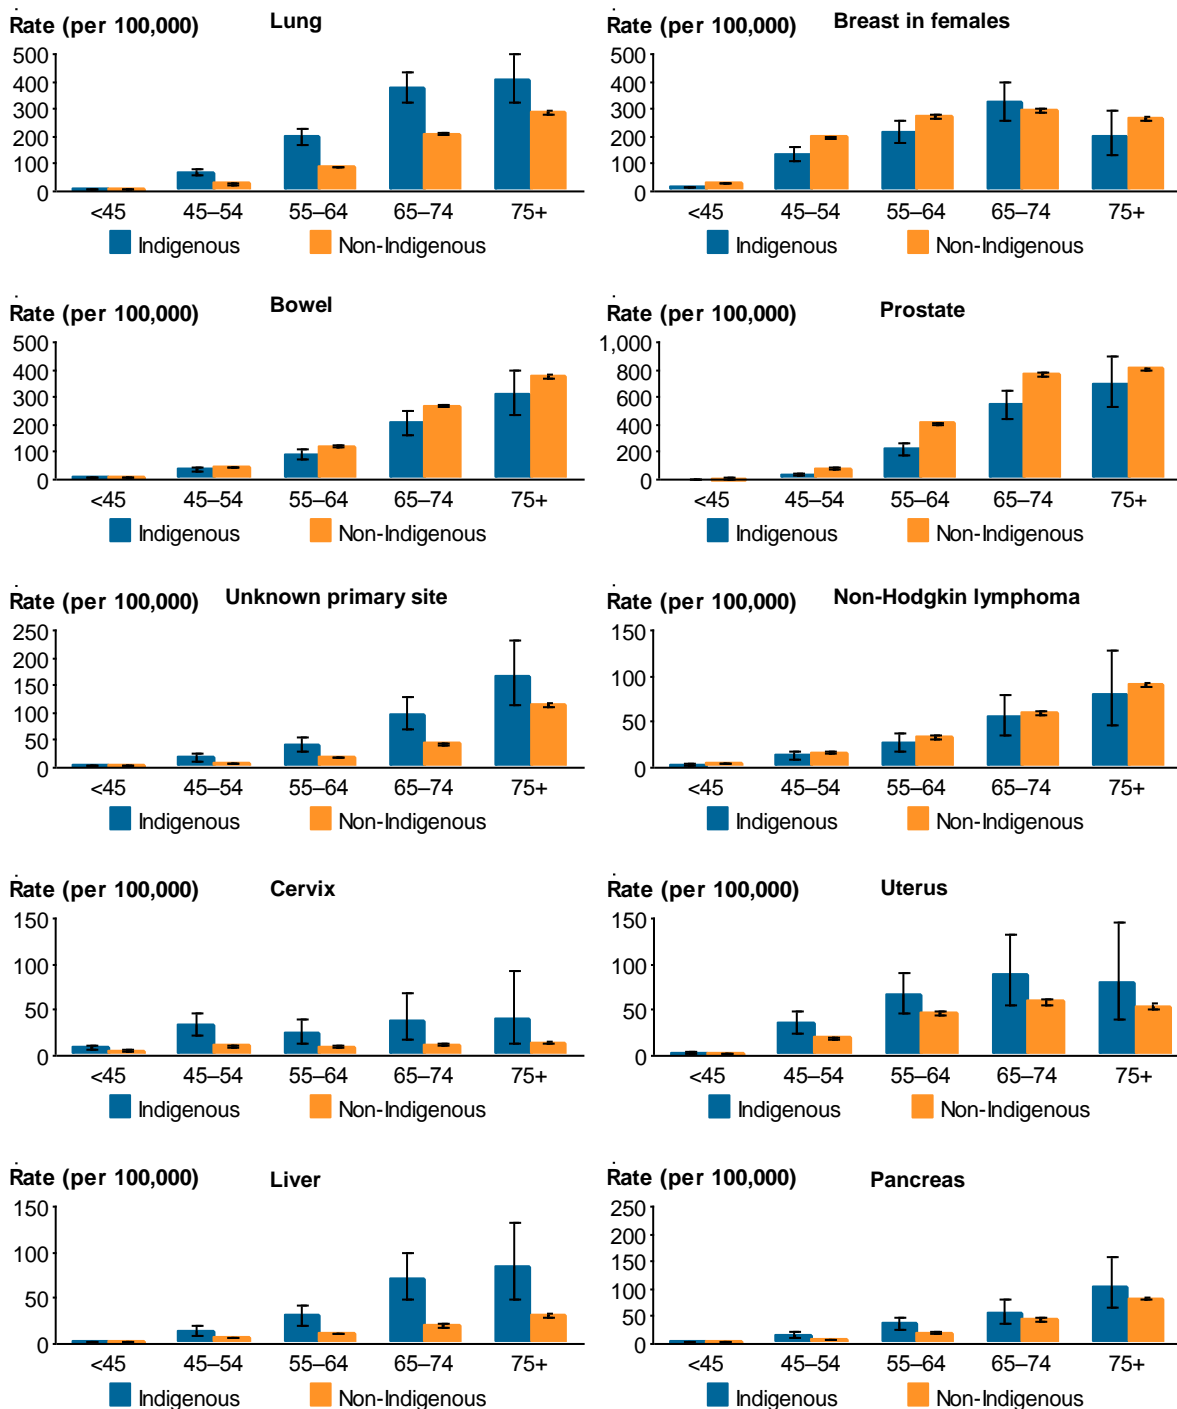 Rate (per 100,000) Lung
500
400
300
200
100
0
<45 45–54 55–64 65–74 75+
Indigenous Non-Indigenous
Rate (per 100,000) Breast in females
500
400
300
200
100
0
<45 45–54 55–64 65–74 75+
Indigenous Non-Indigenous
Rate (per 100,000) Bowel
500
400
300
200
100
0
<45 45–54 55–64 65–74 75+
Indigenous Non-Indigenous
Rate (per 100,000) Prostate
1,000
800
600
400
200
0
<45 45–54 55–64 65–74 75+
Indigenous Non-Indigenous
Rate (per 100,000) Unknown primary site
250
200
150
100
50
0
<45 45–54 55–64 65–74 75+
Indigenous Non-Indigenous
Rate (per 100,000) Non-Hodgkin lymphoma
150
100
50
0
<45 45–54 55–64 65–74 75+
Indigenous Non-Indigenous
Rate (per 100,000) Cervix
150
100
50
0
<45 45–54 55–64 65–74 75+
Indigenous Non-Indigenous
Rate (per 100,000) Uterus
150
100
50
0
<45 45–54 55–64 65–74 75+
Indigenous Non-Indigenous
Rate (per 100,000) Liver
150
100
50
0
<45 45–54 55–64 65–74 75+
Indigenous Non-Indigenous
Rate (per 100,000) Pancreas
250
200
150
100
50
0
<45 45–54 55–64 65–74 75+
Indigenous Non-Indigenous